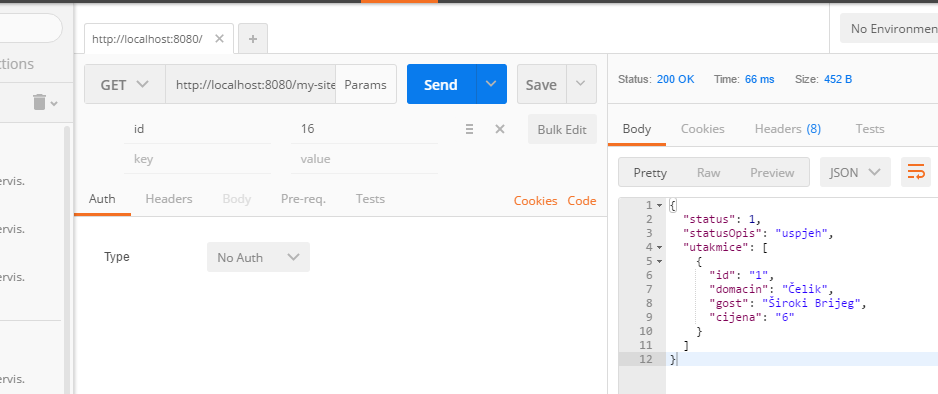 http://localhost:8080/
No Environmen
ctions
GET http://localhost:8080/my-site Params Send Save
Status: 200 OK Time: 66 ms Size: 452 B
id 16 Bulk Edit
key value
Body Cookies Headers (8) Tests
Pretty Raw Preview JSON
ervis.
ervis.
ervis.
ervis.
Auth Headers Body Pre-req. Tests Cookies Code
Type No Auth
1 {
2 "status": 1,
3 "statusOpis": "uspjeh",
4 "utakmice": [
5 {
6 "id": "1",
7 "domacin": "Čelik",
8 "gost": "Široki Brijeg",
9 "cijena": "6"
10 }
11 ]
12 }